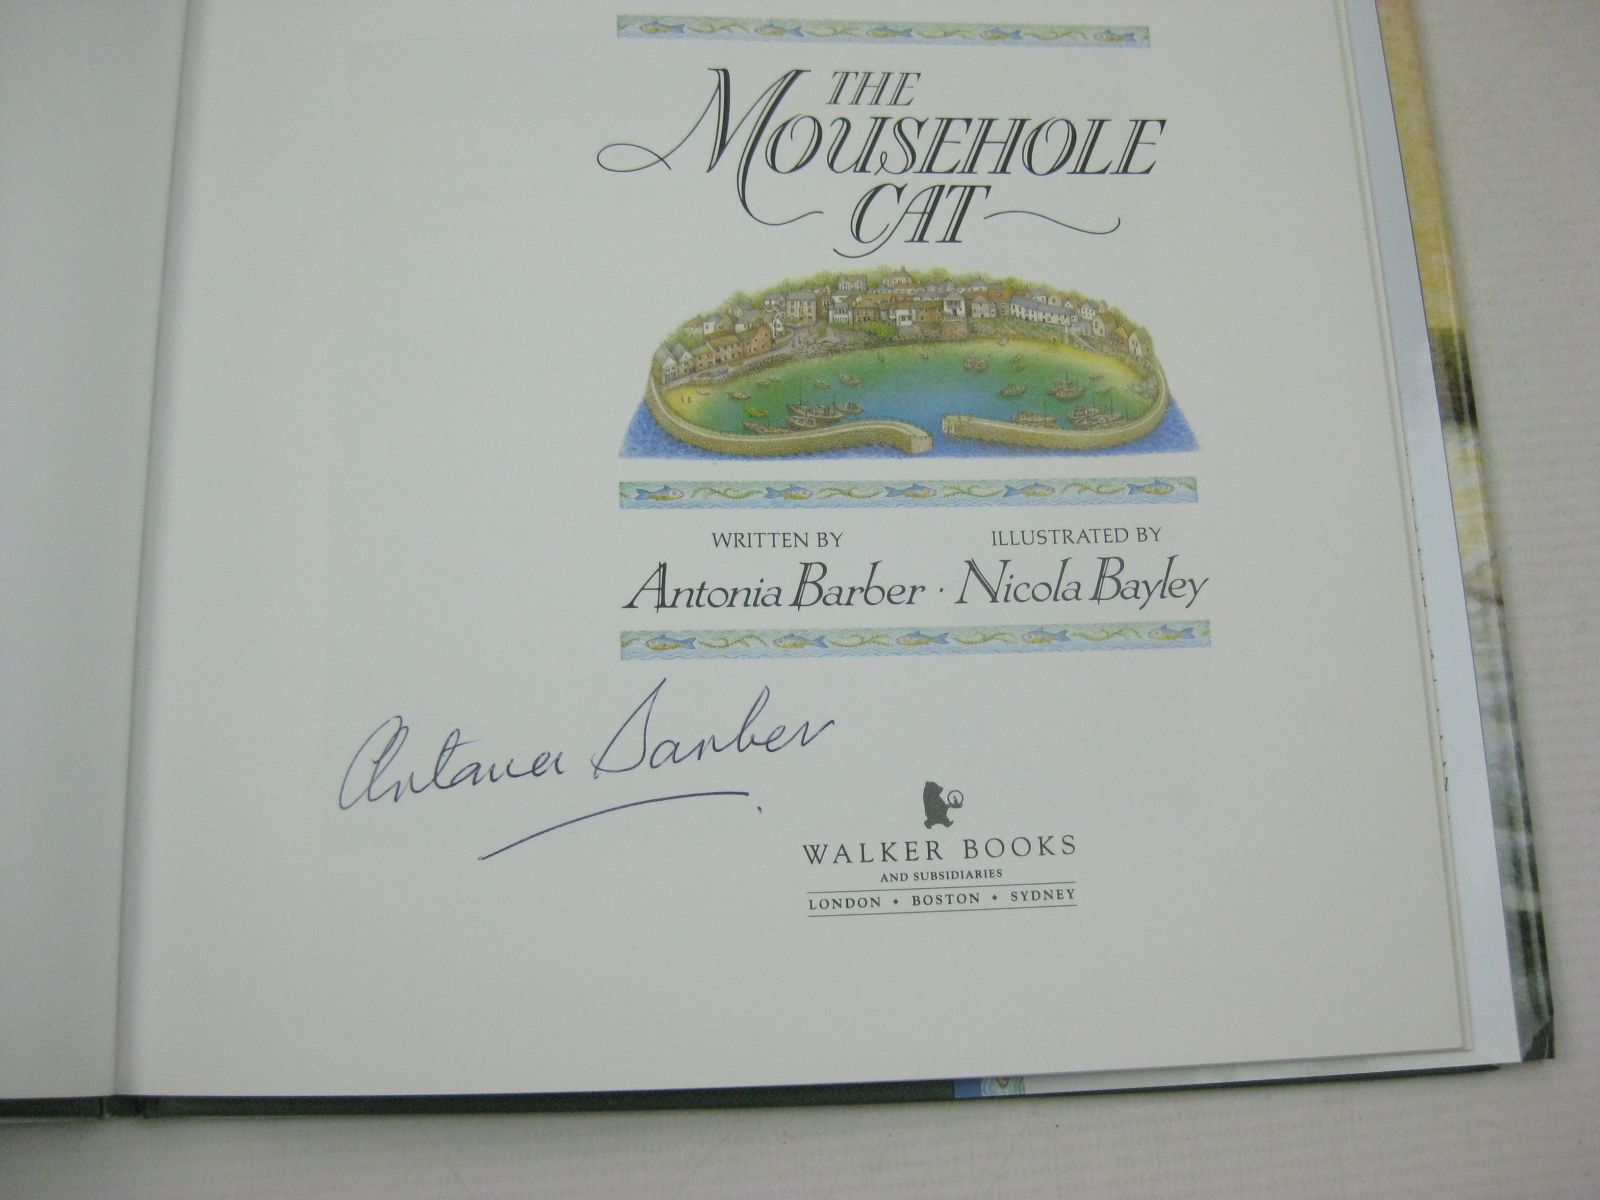 THE
MOUSEHOLE
CAT
WRITTEN BY
Antonia Barber ·
ILLUSTRATED BY
Nicola Bayley
Antonia Barber
WALKER BOOKS
AND SUBSIDIARIES
LONDON • BOSTON • SYDNEY